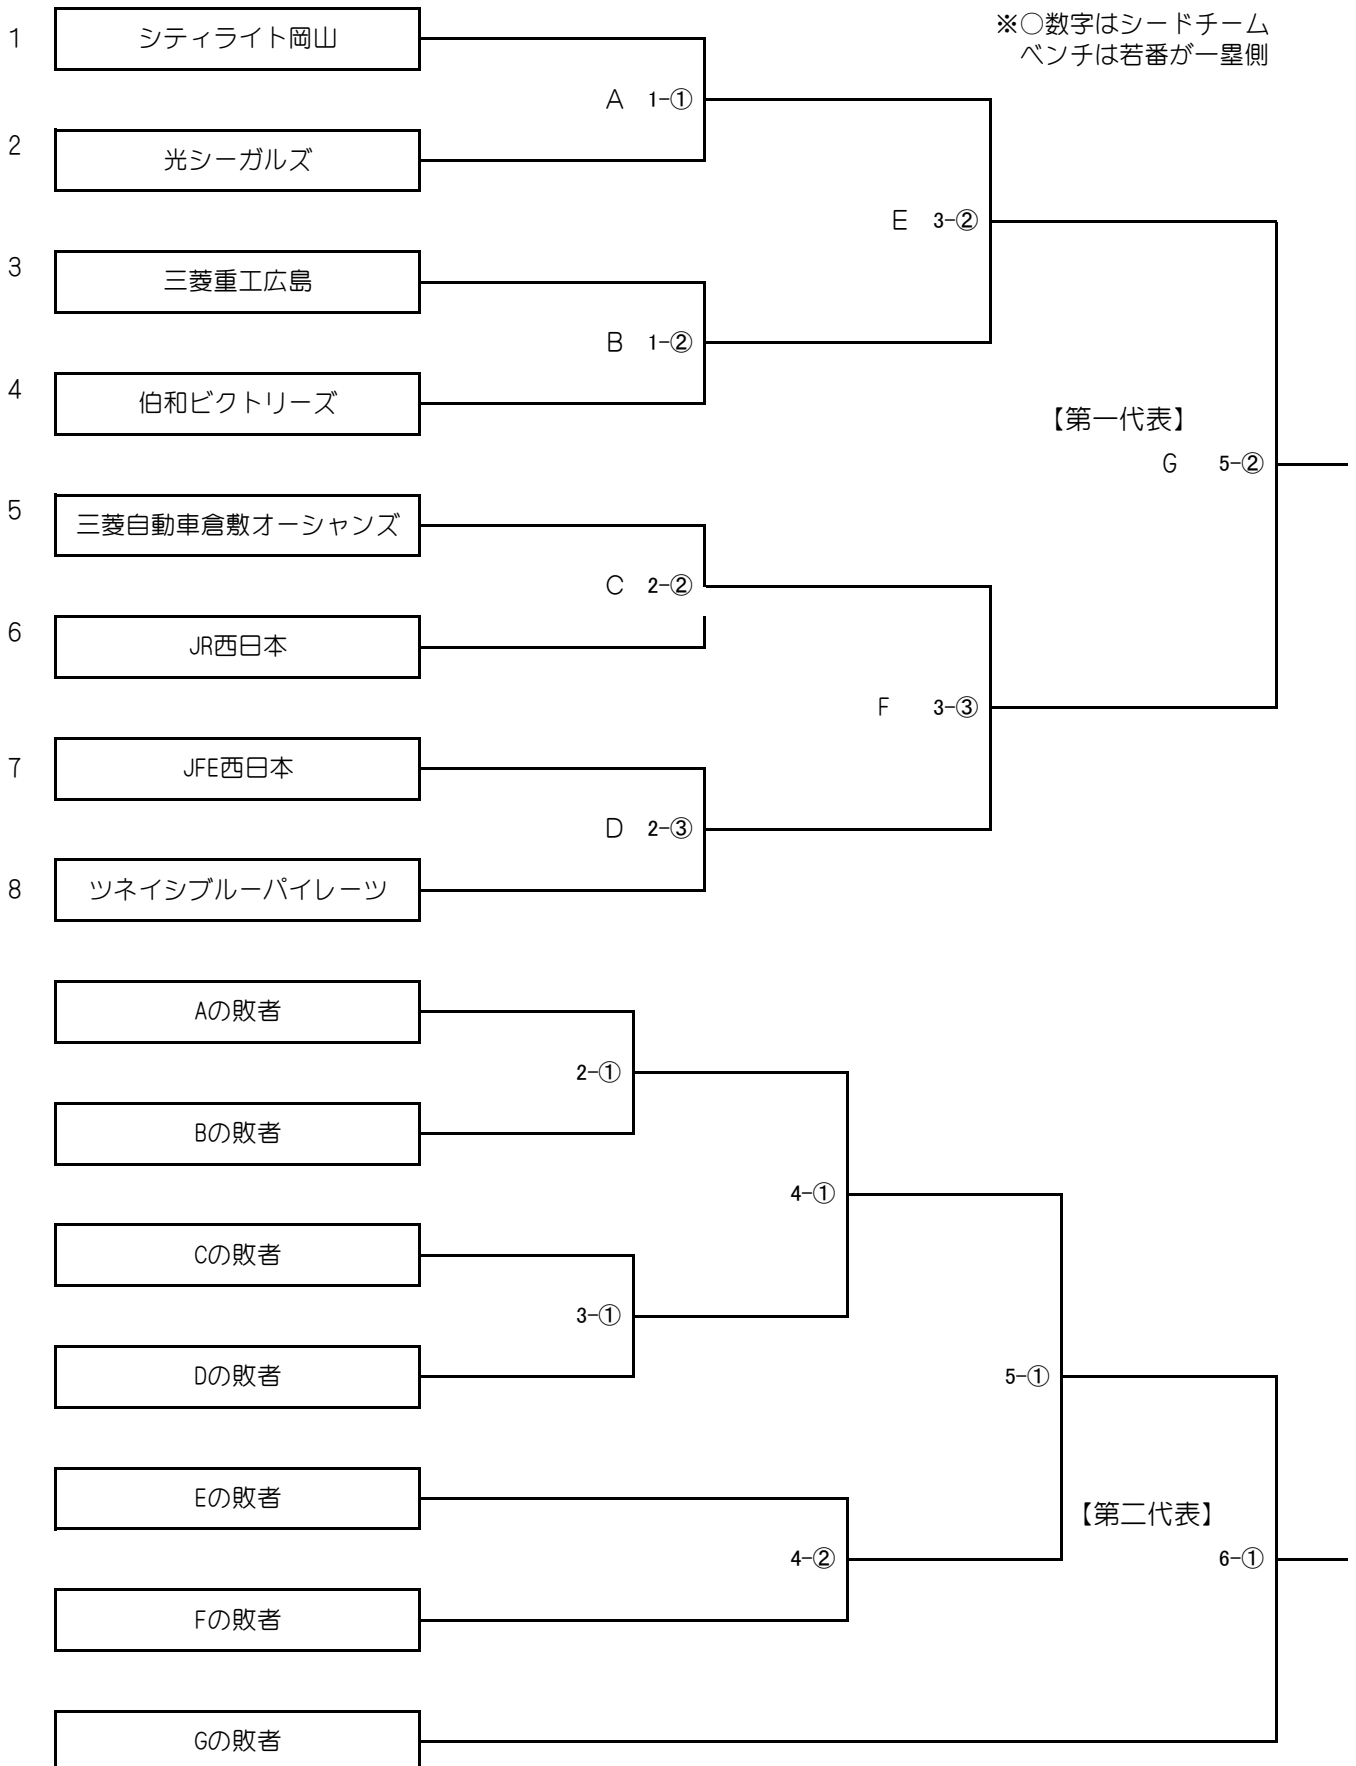 ※○数字はシードチーム
ベンチは若番が一塁側
1 シティライト岡山
A 1-①
2 光シーガルズ
E 3-②
3 三菱重工広島
B 1-②
4 伯和ビクトリーズ
【第一代表】
G 5-②
5 三菱自動車倉敷オーシャンズ
C 2-②
6 JR西日本
F 3-③
7 JFE西日本
D 2-③
8 ツネイシブルーパイレーツ
Aの敗者
2-①
Bの敗者
4-①
Cの敗者
3-①
Dの敗者
5-①
Eの敗者
【第二代表】
4-②
6-①
Fの敗者
Gの敗者